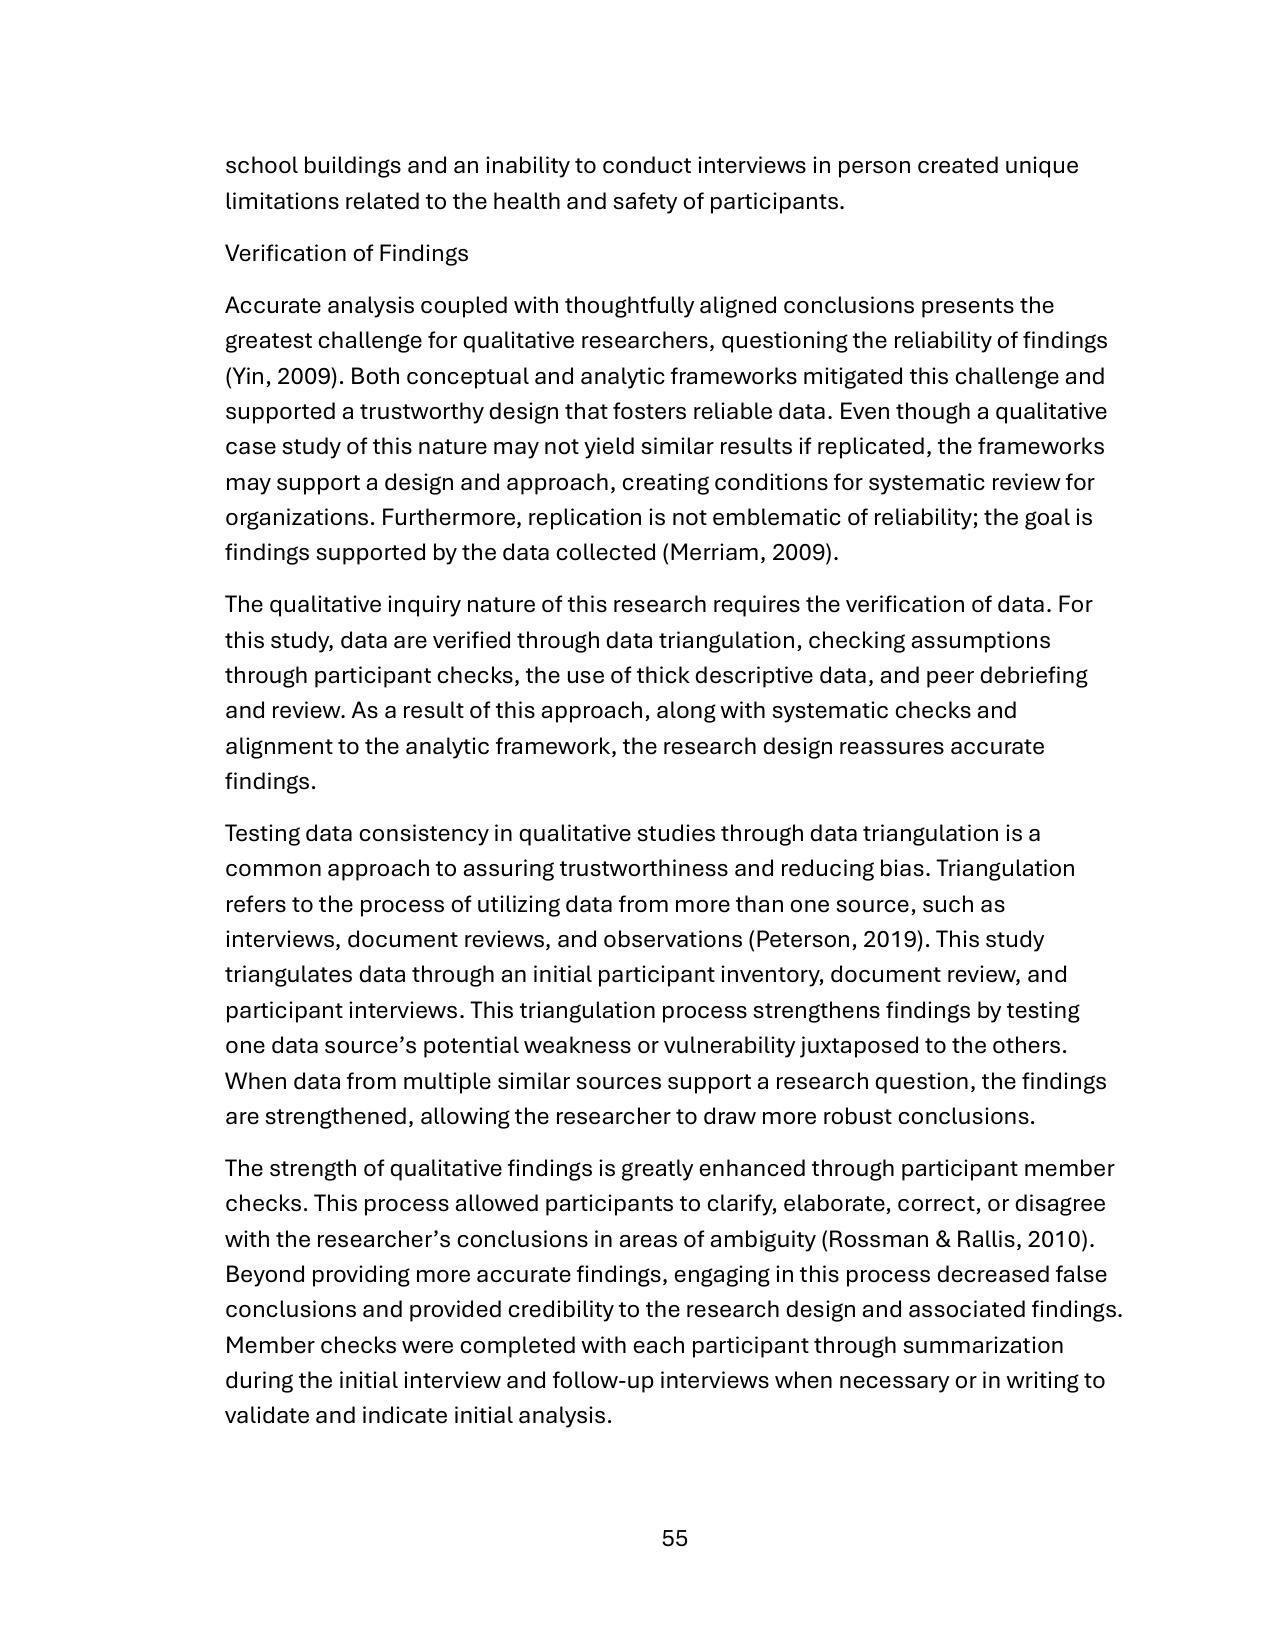 school buildings and an inability to conduct interviews in person created unique
limitations related to the health and safety of participants.
Verification of Findings
Accurate analysis coupled with thoughtfully aligned conclusions presents the
greatest challenge for qualitative researchers, questioning the reliability of findings
(Yin, 2009). Both conceptual and analytic frameworks mitigated this challenge and
supported a trustworthy design that fosters reliable data. Even though a qualitative
case study of this nature may not yield similar results if replicated, the frameworks
may support a design and approach, creating conditions for systematic review for
organizations. Furthermore, replication is not emblematic of reliability; the goal is
findings supported by the data collected (Merriam, 2009).
The qualitative inquiry nature of this research requires the verification of data. For
this study, data are verified through data triangulation, checking assumptions
through participant checks, the use of thick descriptive data, and peer debriefing
and review. As a result of this approach, along with systematic checks and
alignment to the analytic framework, the research design reassures accurate
findings.
Testing data consistency in qualitative studies through data triangulation is a
common approach to assuring trustworthiness and reducing bias. Triangulation
refers to the process of utilizing data from more than one source, such as
interviews, document reviews, and observations (Peterson, 2019). This study
triangulates data through an initial participant inventory, document review, and
participant interviews. This triangulation process strengthens findings by testing
one data source’s potential weakness or vulnerability juxtaposed to the others.
When data from multiple similar sources support a research question, the findings
are strengthened, allowing the researcher to draw more robust conclusions.
The strength of qualitative findings is greatly enhanced through participant member
checks. This process allowed participants to clarify, elaborate, correct, or disagree
with the researcher’s conclusions in areas of ambiguity (Rossman & Rallis, 2010).
Beyond providing more accurate findings, engaging in this process decreased false
conclusions and provided credibility to the research design and associated findings.
Member checks were completed with each participant through summarization
during the initial interview and follow-up interviews when necessary or in writing to
validate and indicate initial analysis.
55